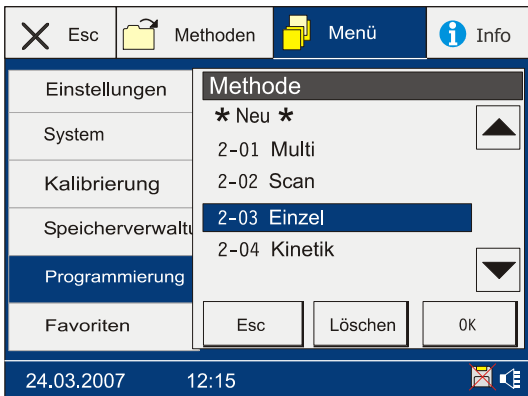 Esc Methoden Menü Info
Einstellungen
System
Kalibrierung
Speicherverwaltu
Programmierung
Favoriten
Methode
* Neu *
2-01 Multi
2-02 Scan
2-03 Einzel
2-04 Kinetik
Esc Löschen OK
24.03.2007 12:15